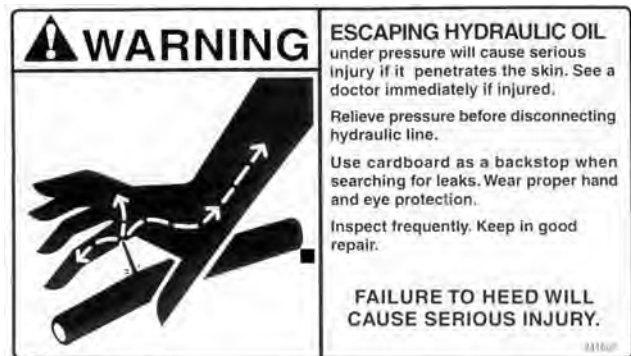 WARNING
ESCAPING HYDRAULIC OIL
under pressure will cause serious
injury if it penetrates the skin. See a
doctor immediately if injured.
Relieve pressure before disconnecting
hydraulic line.
Use cardboard as a backstop when
searching for leaks. Wear proper hand
and eye protection.
Inspect frequently. Keep in good
repair.
FAILURE TO HEED WILL
CAUSE SERIOUS INJURY.